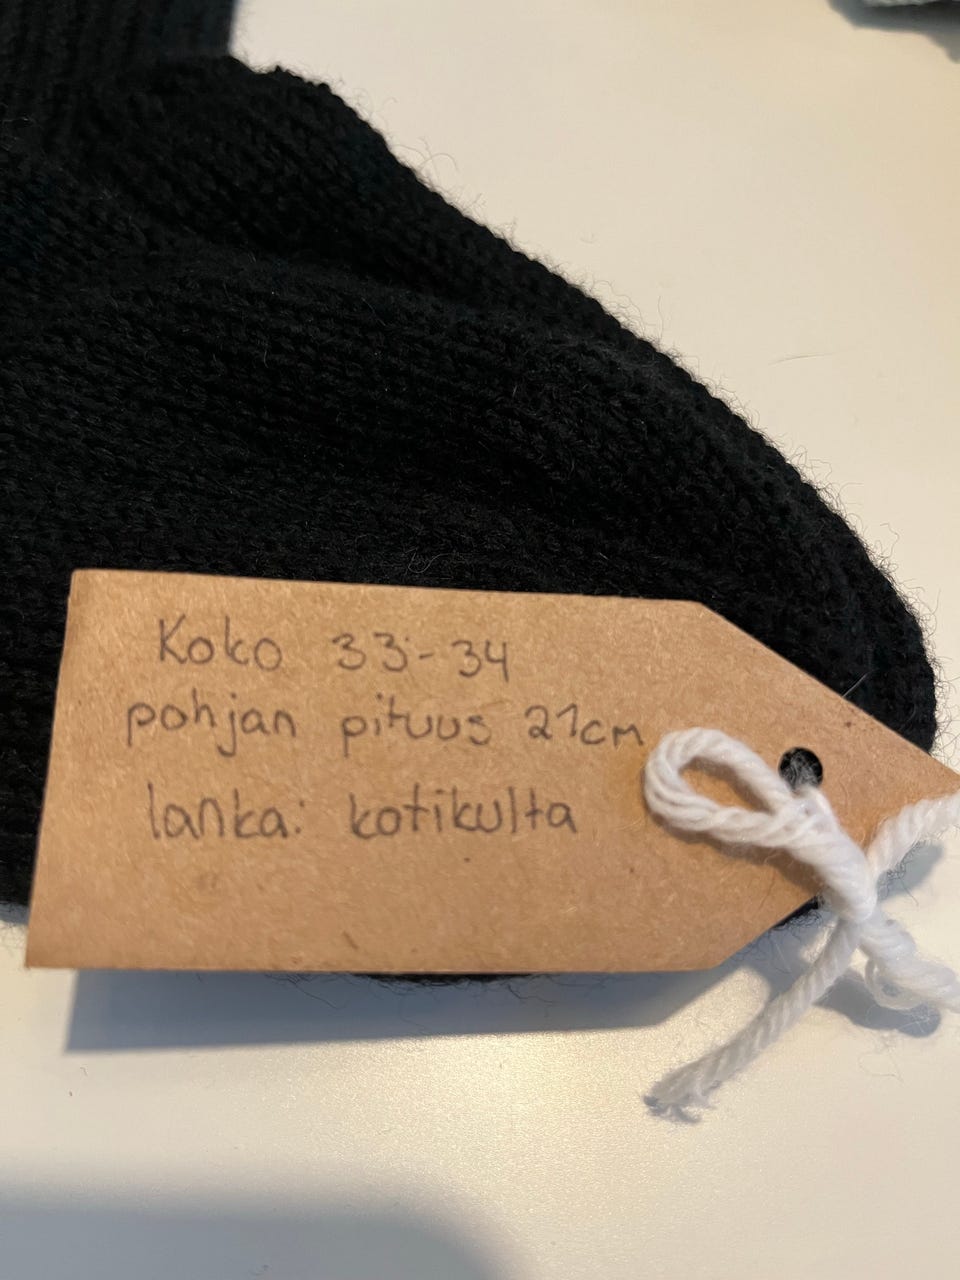 Koko 33-34
pohjan pituus 21cm
lanka: kotikulta